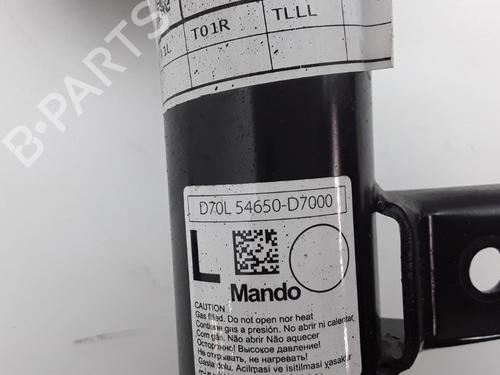 1L T01R TLLL
B-PARTS
D70L 54650-D7000
L
Mando
CAUTION
Gas filled. Do not open nor heat
Contiene gas a presión. No abrir ni calentar.
Com gás, Não abrir Não aquecer
Осторожно! Высокое давление!
Не открывать, не нагревать!